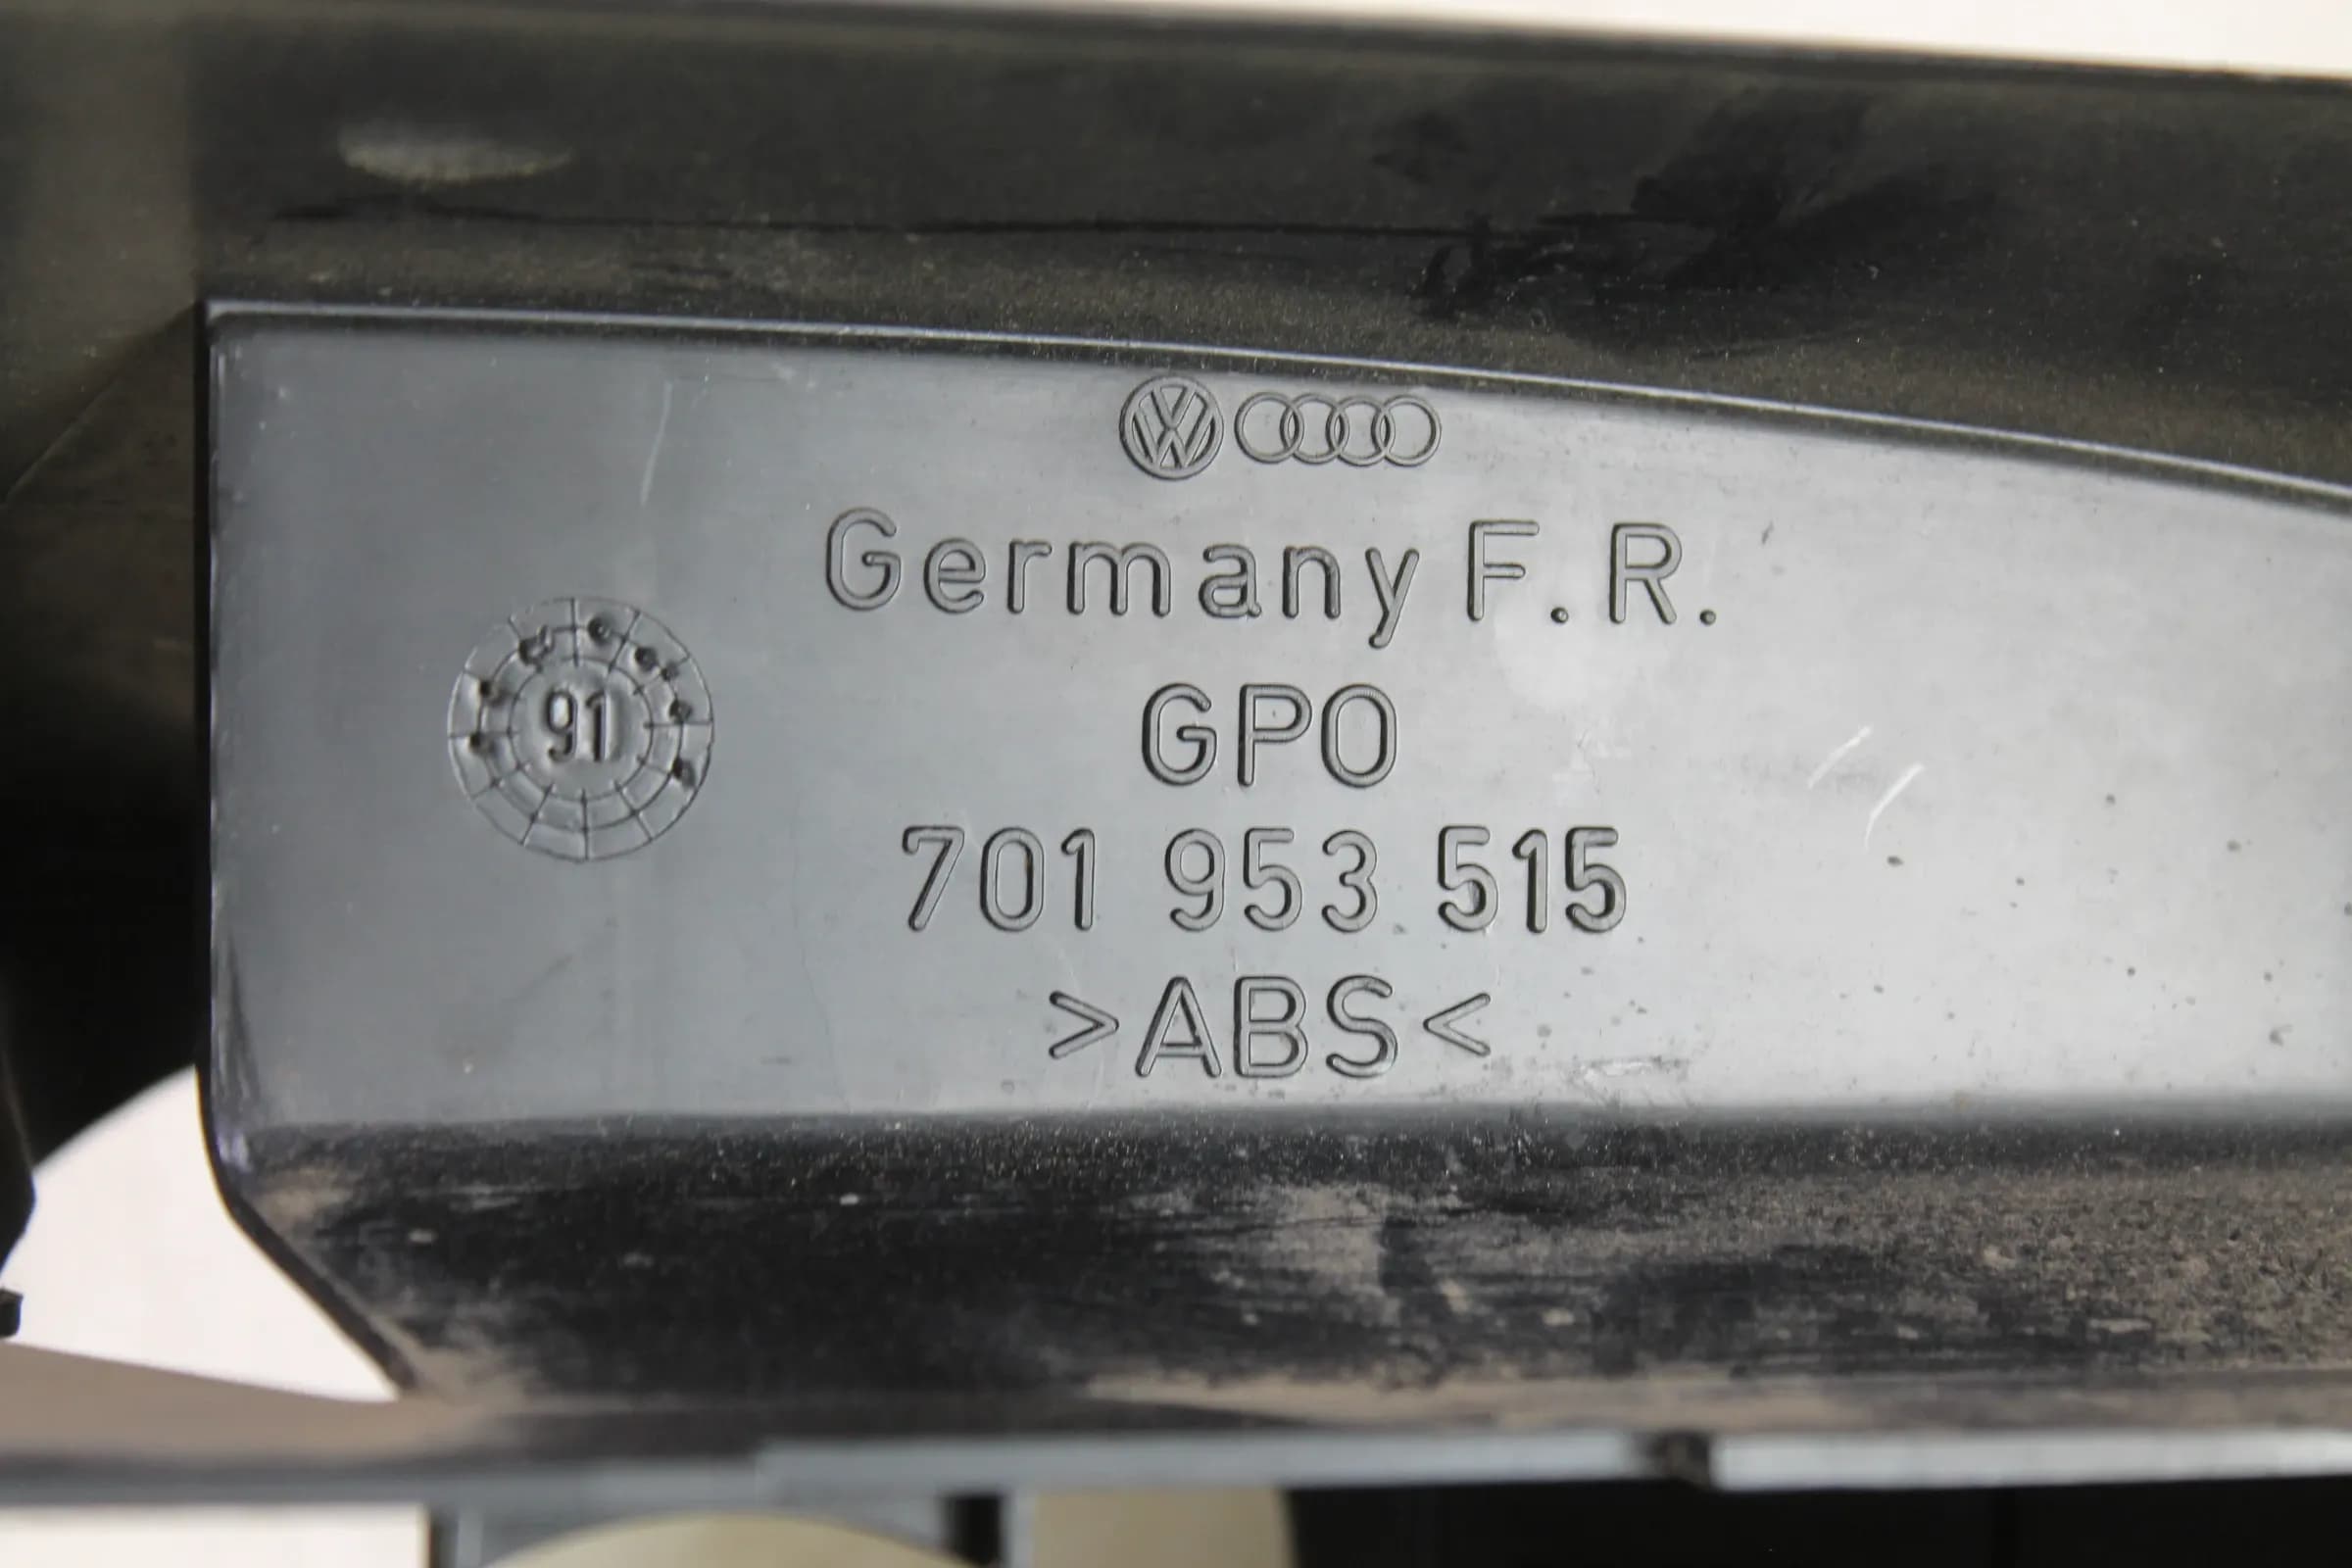 Germany F.R.
91
GPO
701 953 515
>ABS<